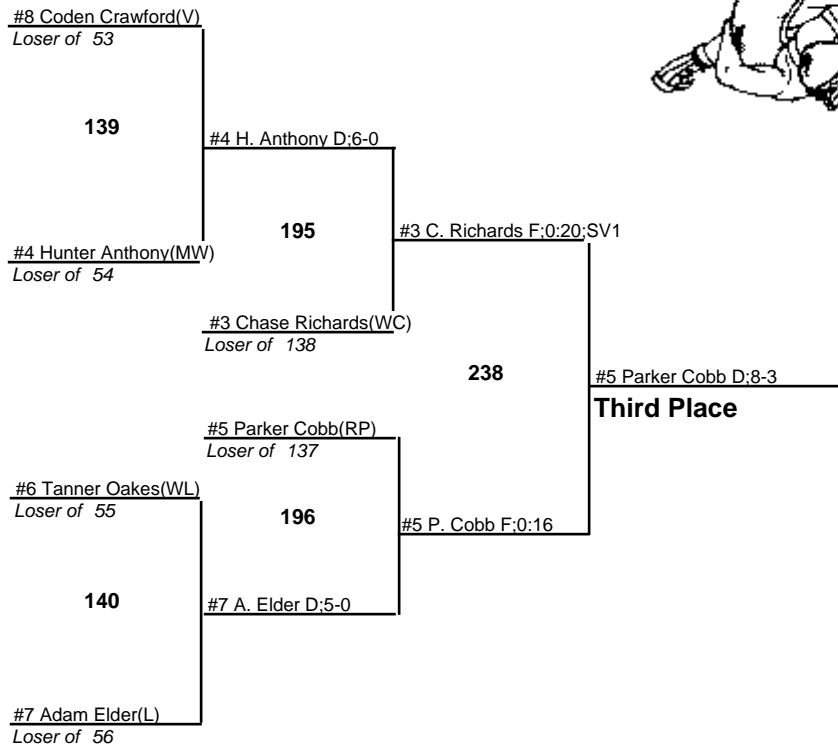 #8 Coden Crawford(V)
Loser of 53
139
#4 H. Anthony D;6-0
195
#3 C. Richards F;0:20;SV1
#4 Hunter Anthony(MW)
Loser of 54
#3 Chase Richards(WC)
Loser of 138
238
#5 Parker Cobb D;8-3
Third Place
#5 Parker Cobb(RP)
Loser of 137
#6 Tanner Oakes(WL)
Loser of 55
196
#5 P. Cobb F;0:16
140
#7 A. Elder D;5-0
#7 Adam Elder(L)
Loser of 56